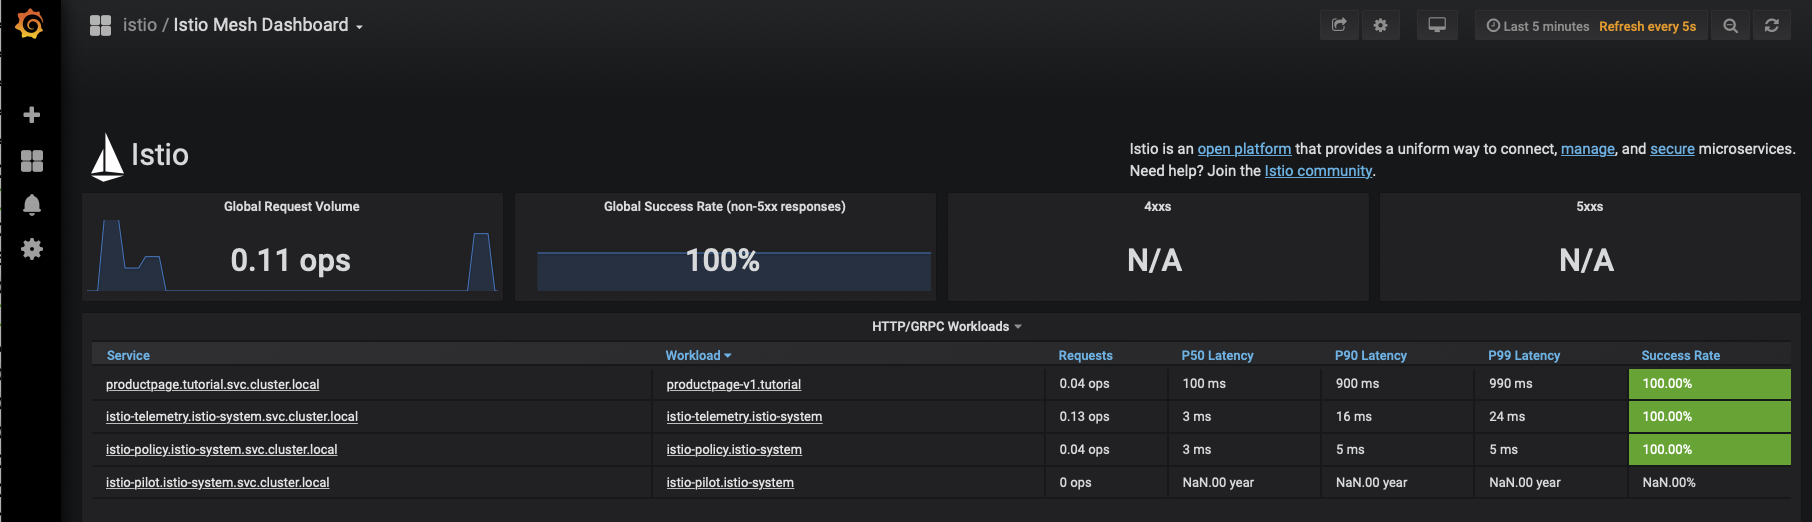 istio / Istio Mesh Dashboard
Last 5 minutes Refresh every 5s
Istio
Istio is an open platform that provides a uniform way to connect, manage, and secure microservices.
Need help? Join the Istio community.
Global Request Volume
0.11 ops
Global Success Rate (non-5xx responses)
100%
4xxs
N/A
5xxs
N/A
HTTP/GRPC Workloads
Service Workload Requests P50 Latency P90 Latency P99 Latency Success Rate
productpage.tutorial.svc.cluster.local productpage-v1.tutorial 0.04 ops 100 ms 900 ms 990 ms 100.00%
istio-telemetry.istio-system.svc.cluster.local istio-telemetry.istio-system 0.13 ops 3 ms 16 ms 24 ms 100.00%
istio-policy.istio-system.svc.cluster.local istio-policy.istio-system 0.04 ops 3 ms 5 ms 5 ms 100.00%
istio-pilot.istio-system.svc.cluster.local istio-pilot.istio-system 0 ops NaN.00 year NaN.00 year NaN.00 year NaN.00%